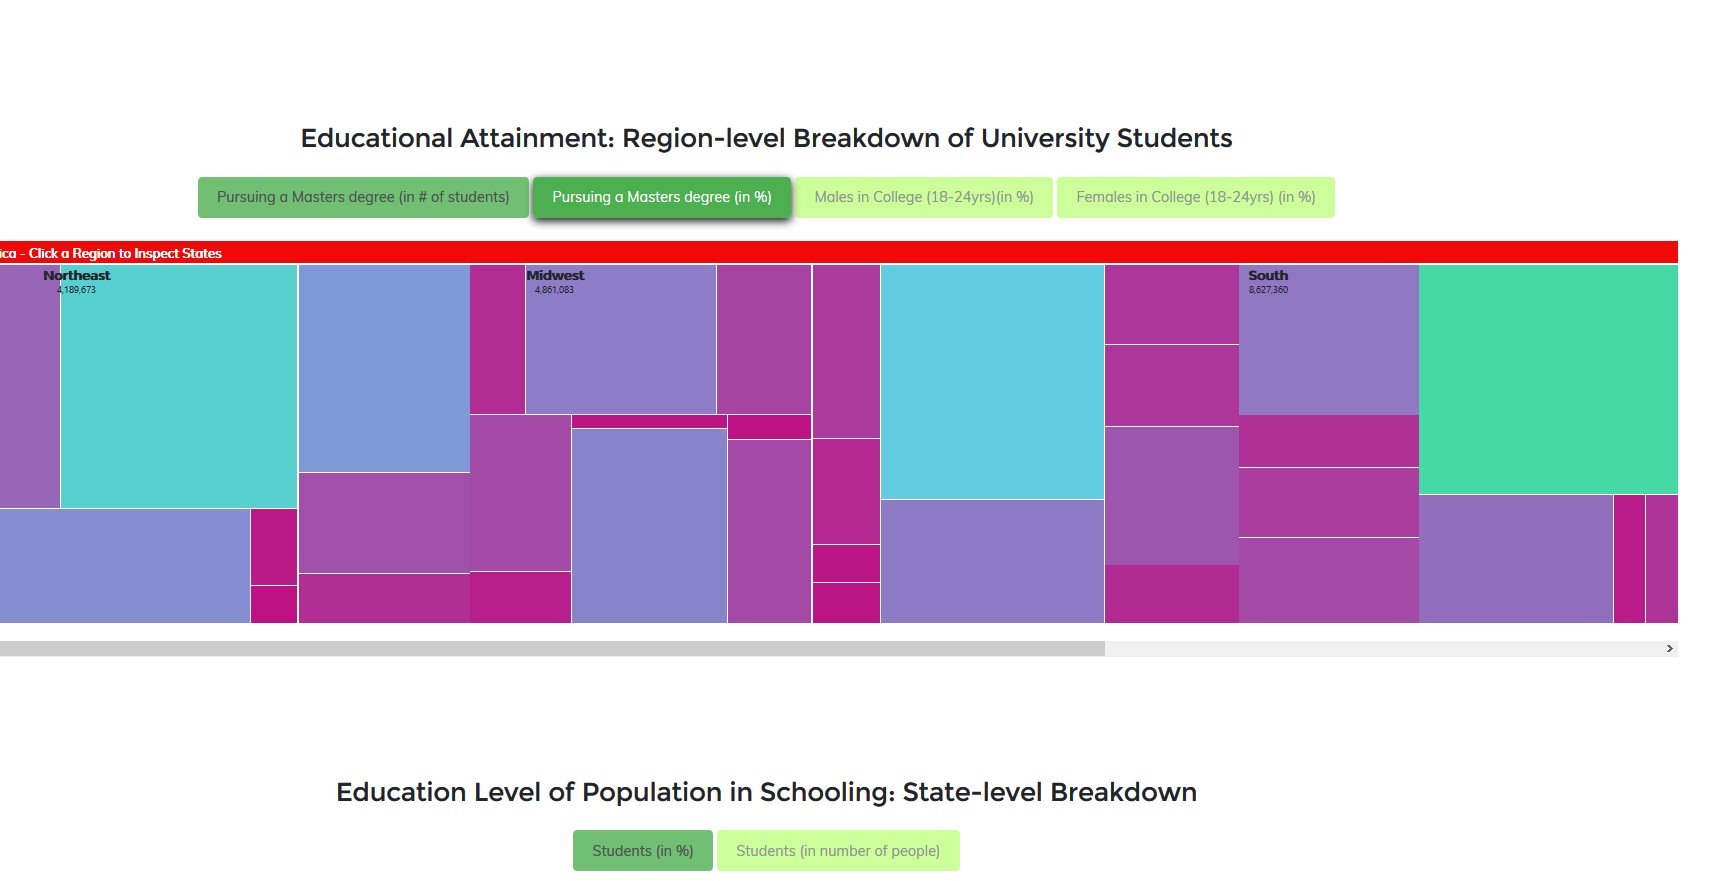 Educational Attainment: Region-level Breakdown of University Students
Pursuing a Masters degree (in # of students) Pursuing a Masters degree (in %) Males in College (18-24yrs)(in %) Females in College (18-24yrs) (in %)
ica - Click a Region to Inspect States
Northeast Midwest South
4,189,673 4,861,083 8,627,360
Education Level of Population in Schooling: State-level Breakdown
Students (in %) Students (in number of people)